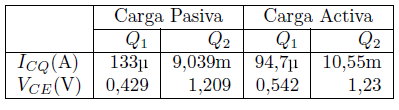 Carga Pasiva Carga Activa
Q1 Q2 Q1 Q2
ICQ(A) 133µ 9,039m 94,7µ 10,55m
VCE(V) 0,429 1,209 0,542 1,23